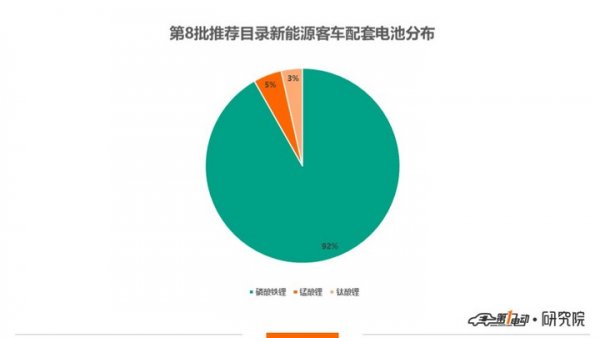 第8批推荐目录新能源客车配套电池分布
3%
5%
92%
磷酸铁锂 锰酸锂 钛酸锂
第1电动·研究院